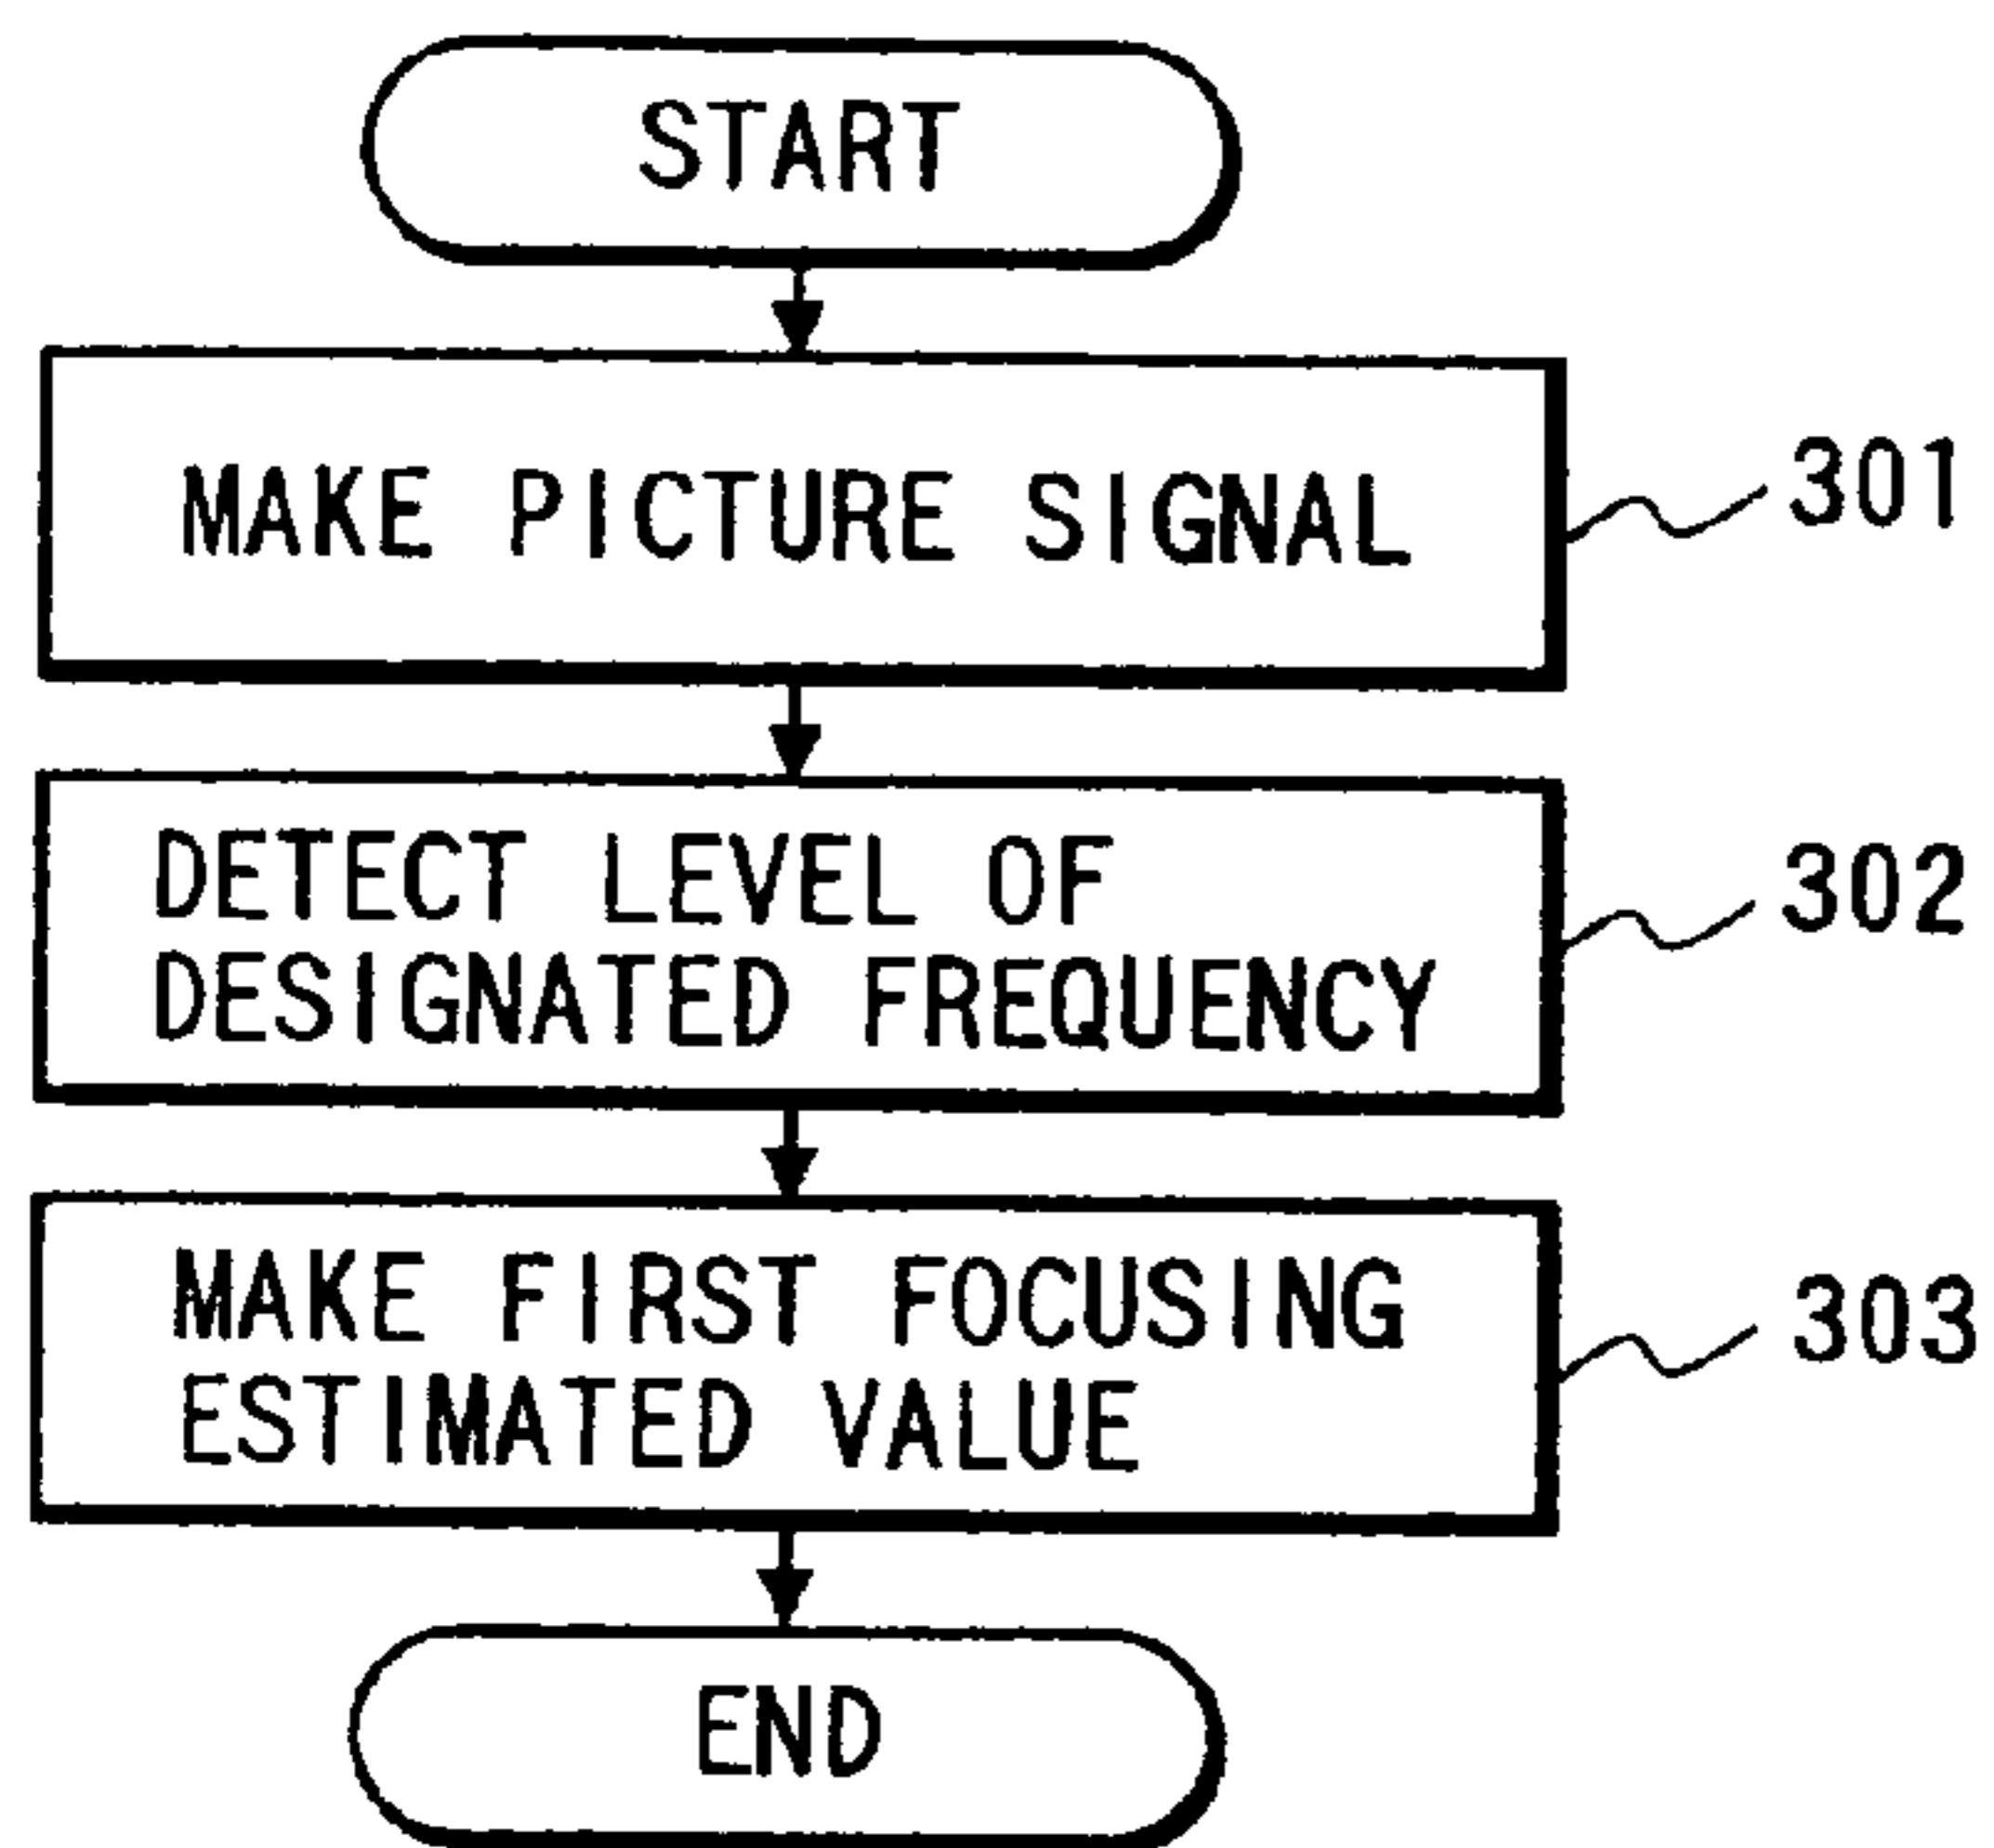 START
MAKE PICTURE SIGNAL
301
DETECT LEVEL OF
DESIGNATED FREQUENCY
302
MAKE FIRST FOCUSING
ESTIMATED VALUE
303
END